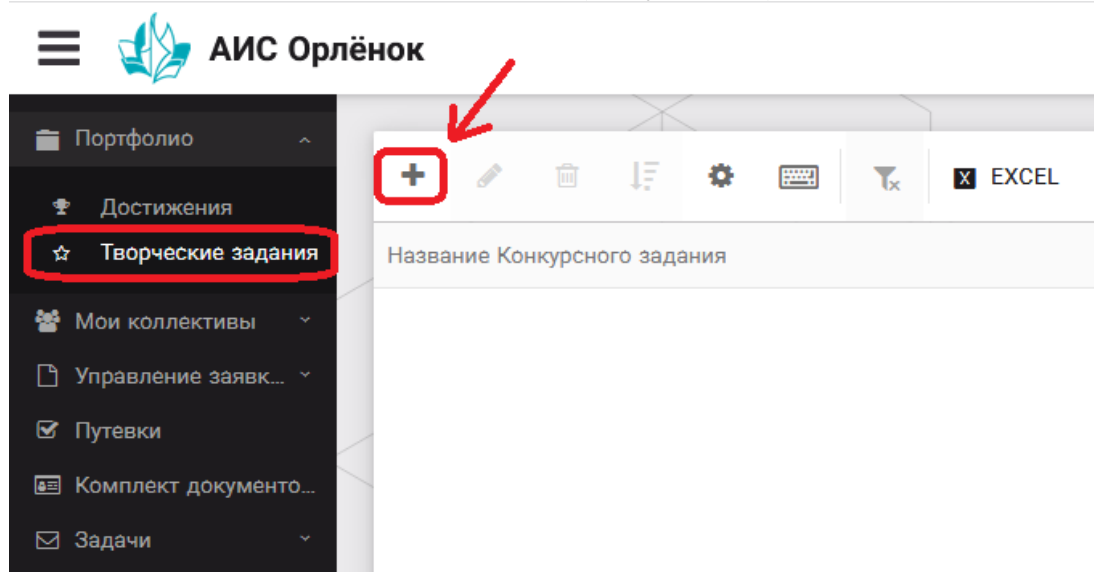 АИС Орлёнок
Портфолио
Достижения
Творческие задания
Мои коллективы
Управление заявк...
Путевки
Комплект документо...
Задачи
X EXCEL
Название Конкурсного задания